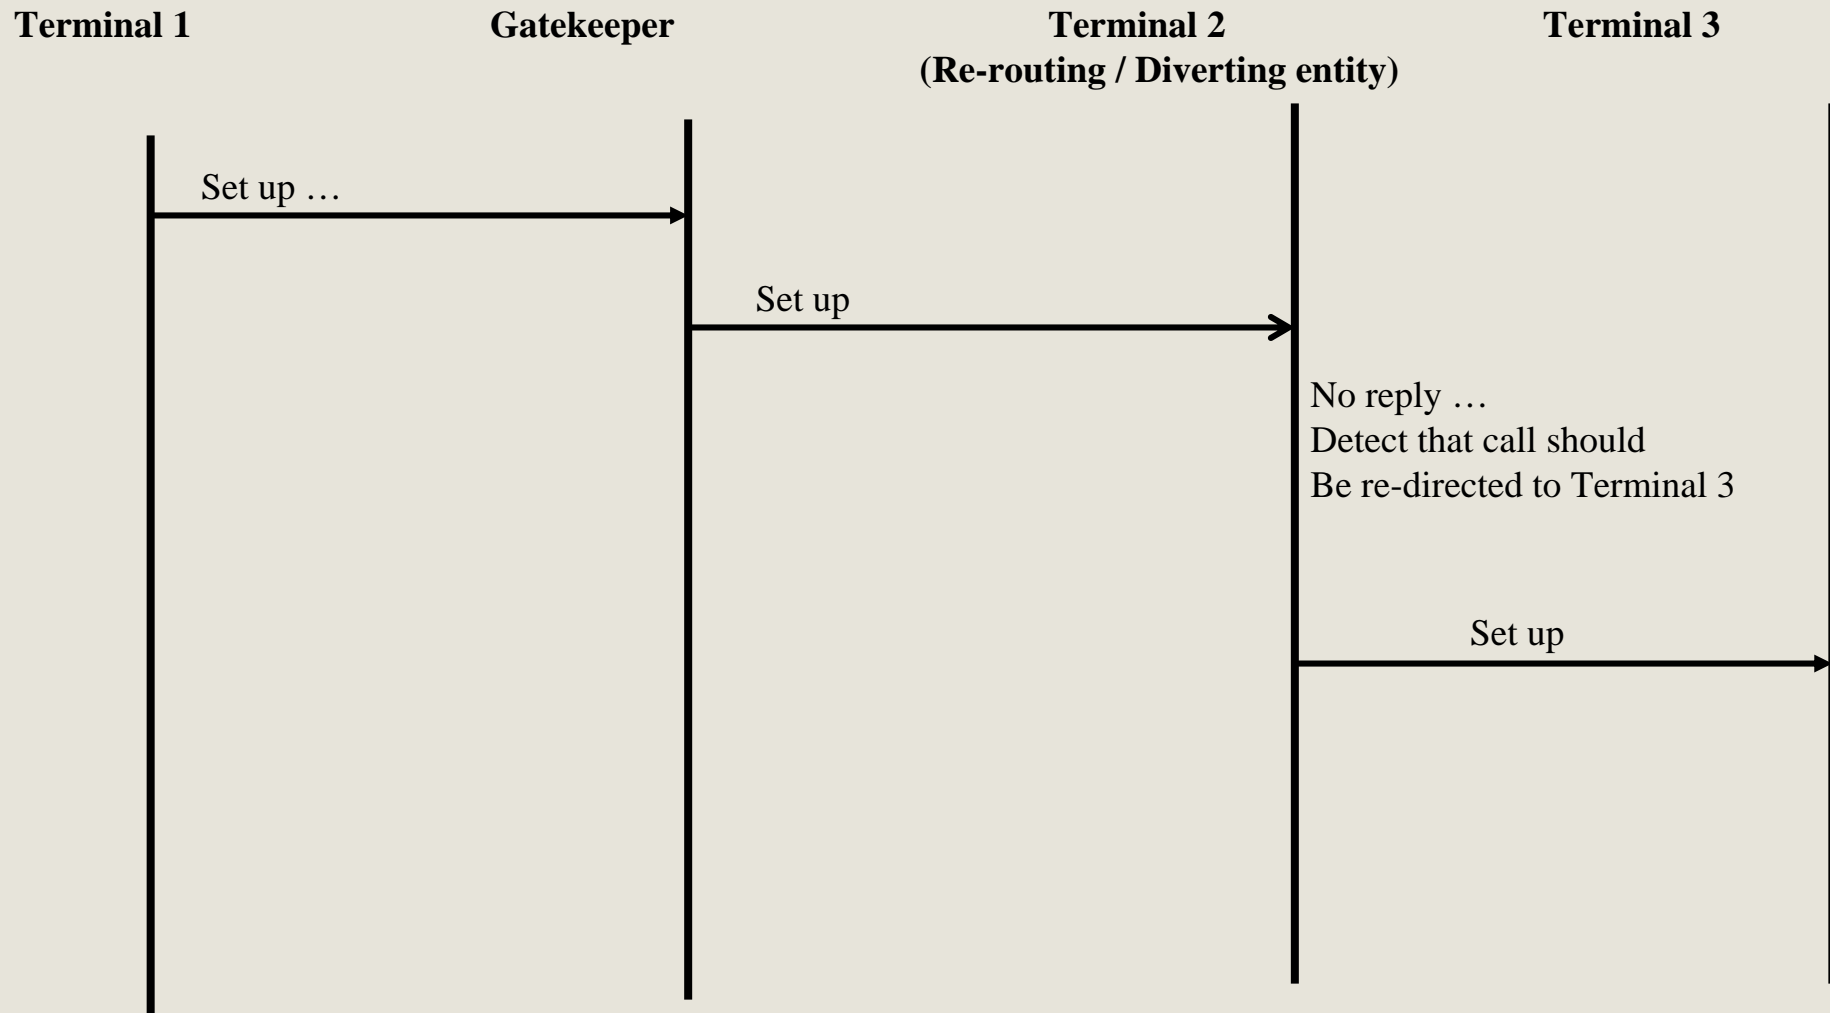 Terminal 1
Gatekeeper
Terminal 2
Terminal 3
(Re-routing / Diverting entity)
Set up …
Set up
No reply …
Detect that call should
Be re-directed to Terminal 3
Set up